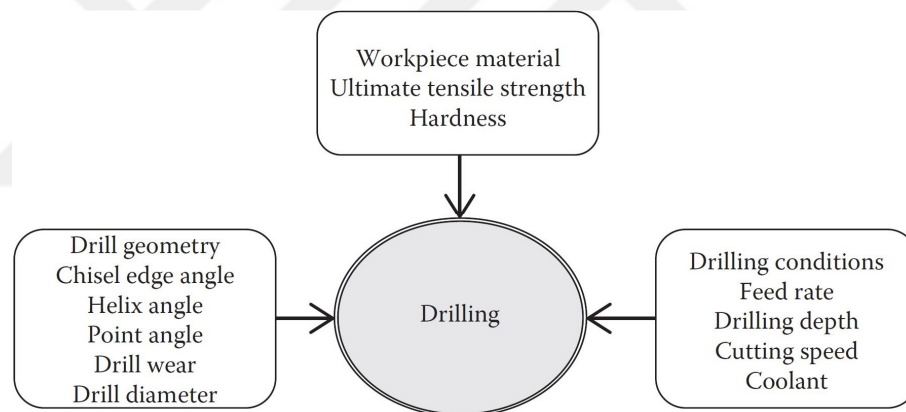 Workpiece material
Ultimate tensile strength
Hardness
Drill geometry
Chisel edge angle
Helix angle
Point angle
Drill wear
Drill diameter
Drilling
Drilling conditions
Feed rate
Drilling depth
Cutting speed
Coolant